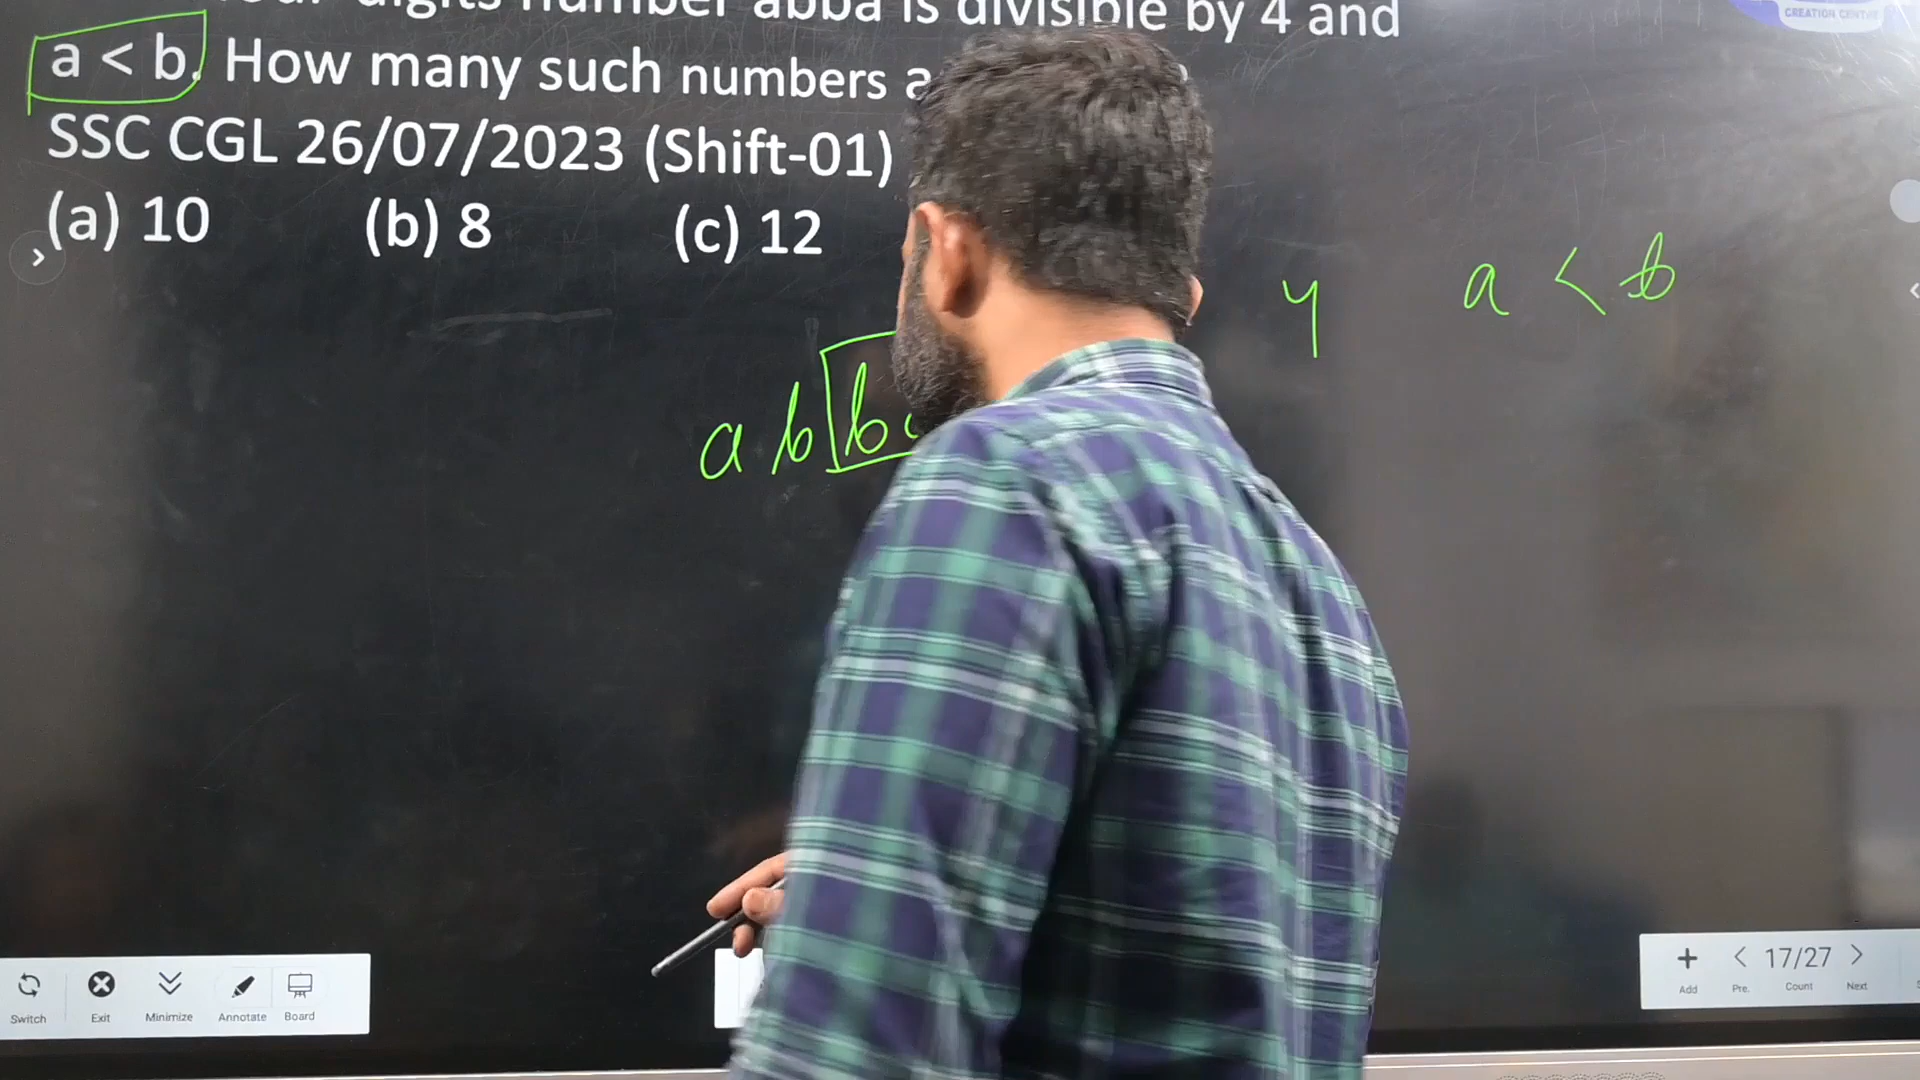 digits number abba is divisible by 4 and
CREATION CENTRE
a < b. How many such numbers
SSC CGL 26/07/2023 (Shift-01)
(a) 10 (b) 8 (c) 12
4 a < b
a b b
Switch Exit Minimize Annotate Board
17/27
Add Pre. Count Next